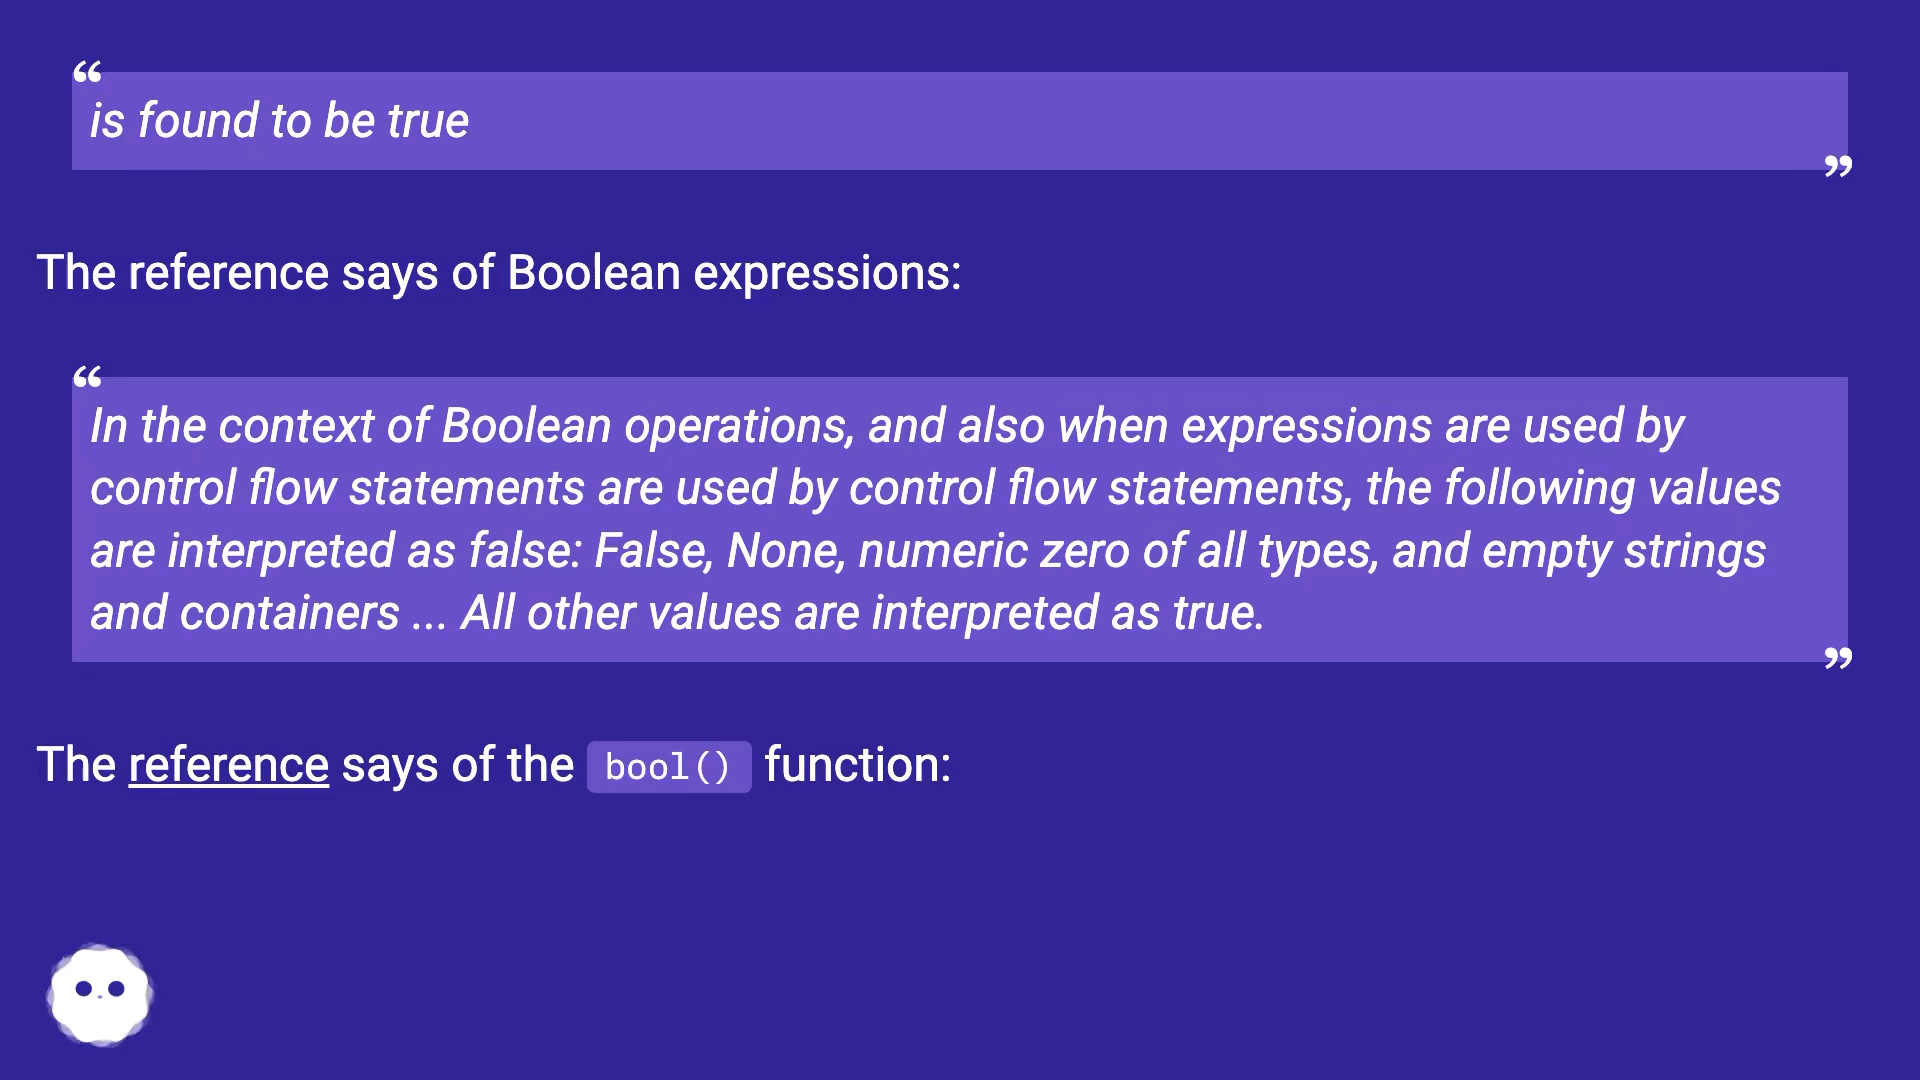 “
is found to be true
”
The reference says of Boolean expressions:
“
In the context of Boolean operations, and also when expressions are used by
control flow statements are used by control flow statements, the following values
are interpreted as false: False, None, numeric zero of all types, and empty strings
and containers ... All other values are interpreted as true.
”
The reference says of the bool() function: